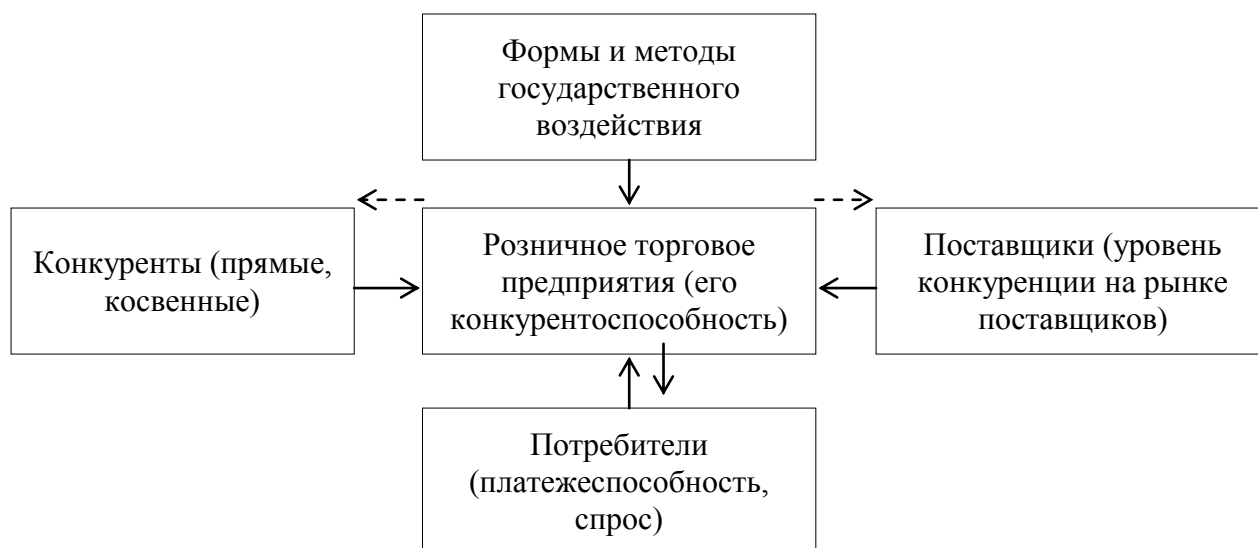 Формы и методы
государственного
воздействия
Конкуренты (прямые,
косвенные)
Розничное торговое
предприятия (его
конкурентоспособность)
Поставщики (уровень
конкуренции на рынке
поставщиков)
Потребители
(платежеспособность,
спрос)